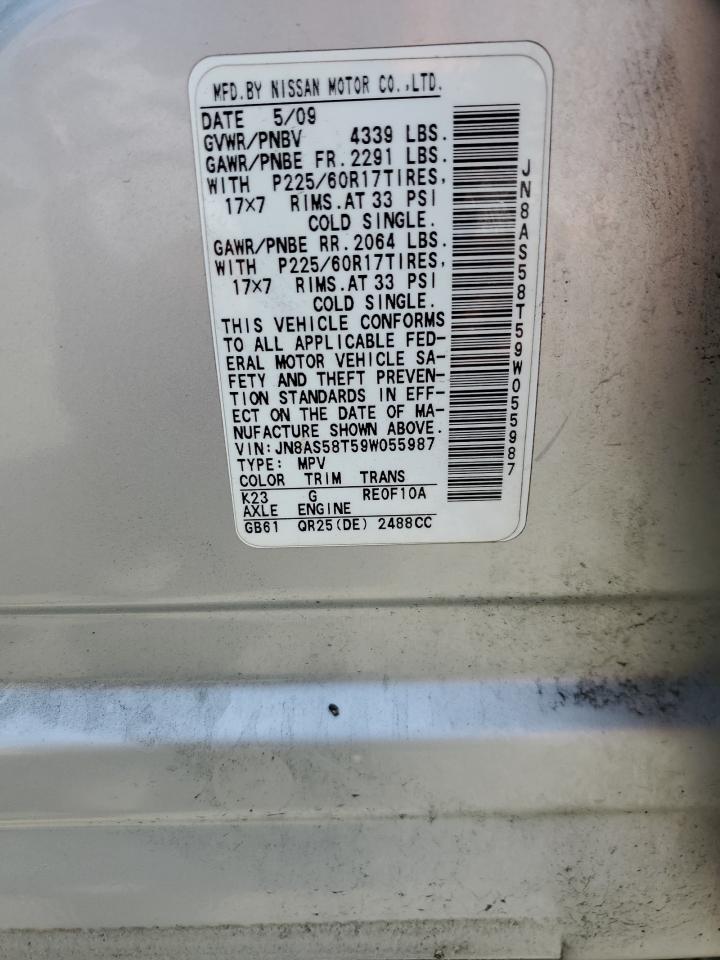 MFD.BY NISSAN MOTOR CO.,LTD.
DATE 5/09
GVWR/PNBV 4339 LBS.
GAWR/PNBE FR.2291 LBS.
WITH P225/60R17TIRES,
17×7 RIMS.AT 33 PSI
COLD SINGLE.
GAWR/PNBE RR.2064 LBS.
WITH P225/60R17TIRES,
17×7 RIMS.AT 33 PSI
COLD SINGLE.
THIS VEHICLE CONFORMS
TO ALL APPLICABLE FED-
ERAL MOTOR VEHICLE SA-
FETY AND THEFT PREVEN-
TION STANDARDS IN EFF-
ECT ON THE DATE OF MA-
NUFACTURE SHOWN ABOVE.
VIN:JN8AS58T59W055987
TYPE: MPV
COLOR TRIM TRANS
K23 G RE0F10A
AXLE ENGINE
GB61 QR25(DE) 2488CC
JN8AS58T59W055987